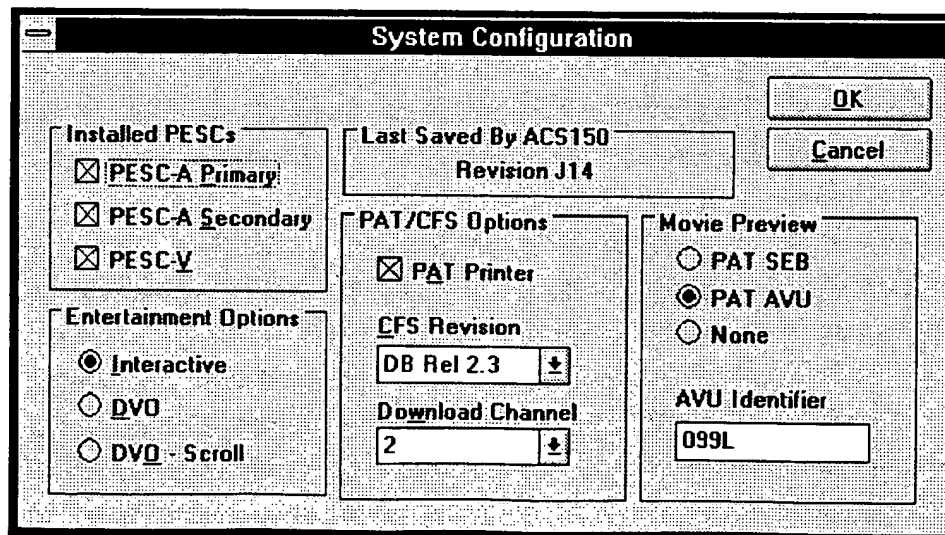 System Configuration
OK
Cancel
Installed PESCs
PESC-A Primary
PESC-A Secondary
PESC-V
Last Saved By ACS150
Revision J14
Entertainment Options
Interactive
DVO
DVO - Scroll
PAT/CFS Options
PAT Printer
CFS Revision
DB Rel 2.3
Download Channel
2
Movie Preview
PAT SEB
PAT AVU
None
AVU Identifier
099L